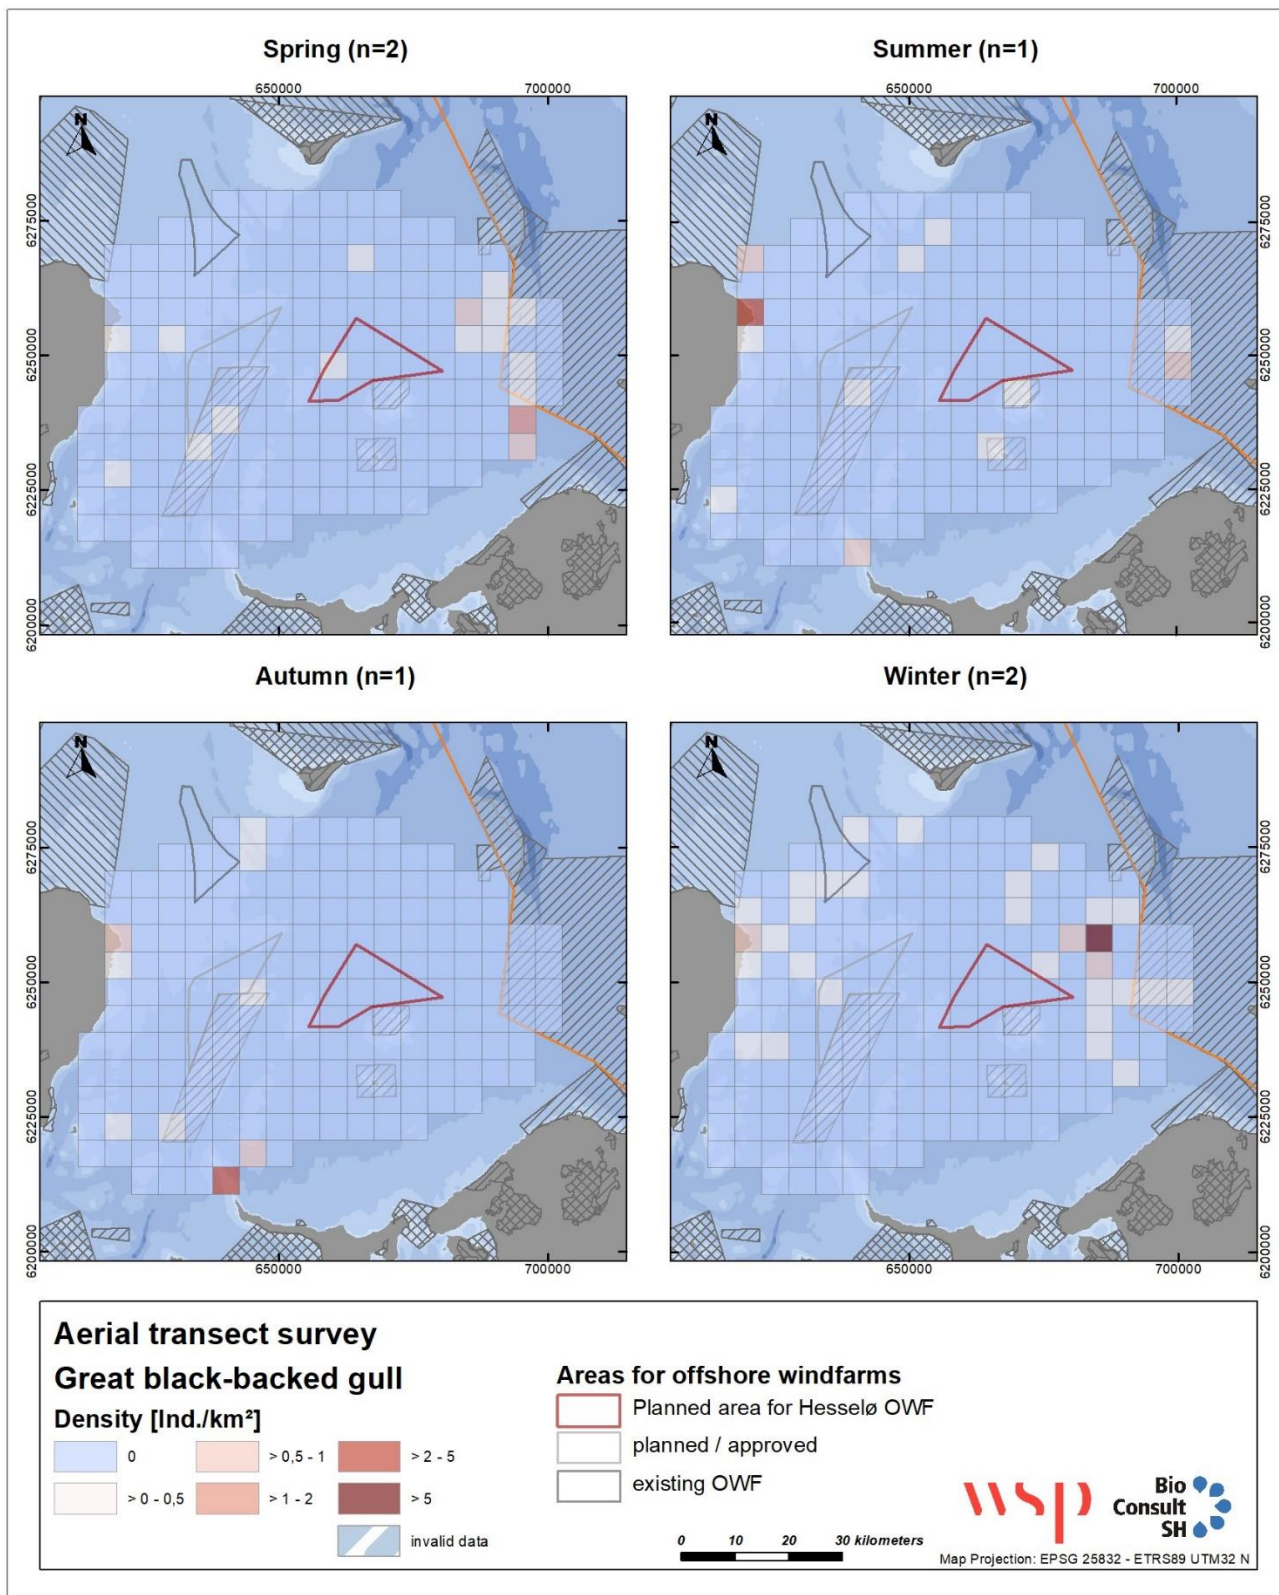 Spring (n=2)
Summer (n=1)
650000
700000
650000
700000
N
N
6275000
6250000
6225000
6200000
6275000
6250000
6225000
6200000
Autumn (n=1)
Winter (n=2)
N
N
6275000
6250000
6225000
6200000
6275000
6250000
6225000
6200000
650000
700000
650000
700000
Aerial transect survey
Great black-backed gull
Density [Ind./km²]
0
> 0,5 - 1
> 2 - 5
> 0 - 0,5
> 1 - 2
> 5
invalid data
Areas for offshore windfarms
Planned area for Hesselø OWF
planned / approved
existing OWF
0 10 20 30 kilometers
wsp
Bio
Consult
SH
Map Projection: EPSG 25832 - ETRS89 UTM32 N